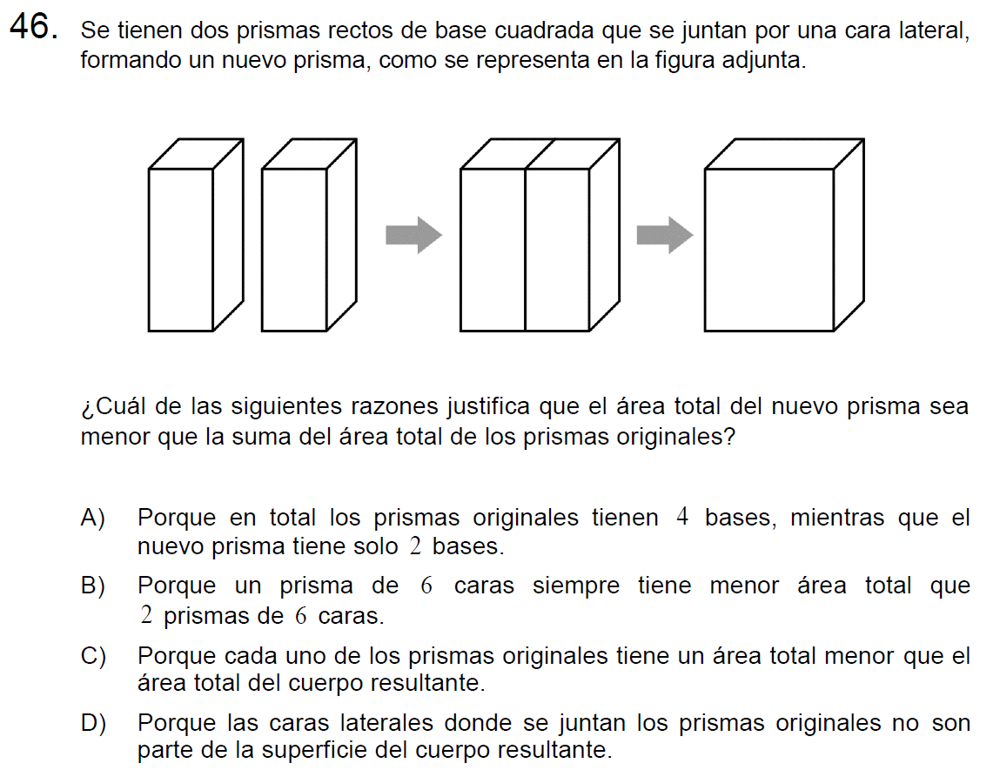 46. Se tienen dos prismas rectos de base cuadrada que se juntan por una cara lateral,
formando un nuevo prisma, como se representa en la figura adjunta.
¿Cuál de las siguientes razones justifica que el área total del nuevo prisma sea
menor que la suma del área total de los prismas originales?
A) Porque en total los prismas originales tienen 4 bases, mientras que el
nuevo prisma tiene solo 2 bases.
B) Porque un prisma de 6 caras siempre tiene menor área total que
2 prismas de 6 caras.
C) Porque cada uno de los prismas originales tiene un área total menor que el
área total del cuerpo resultante.
D) Porque las caras laterales donde se juntan los prismas originales no son
parte de la superficie del cuerpo resultante.